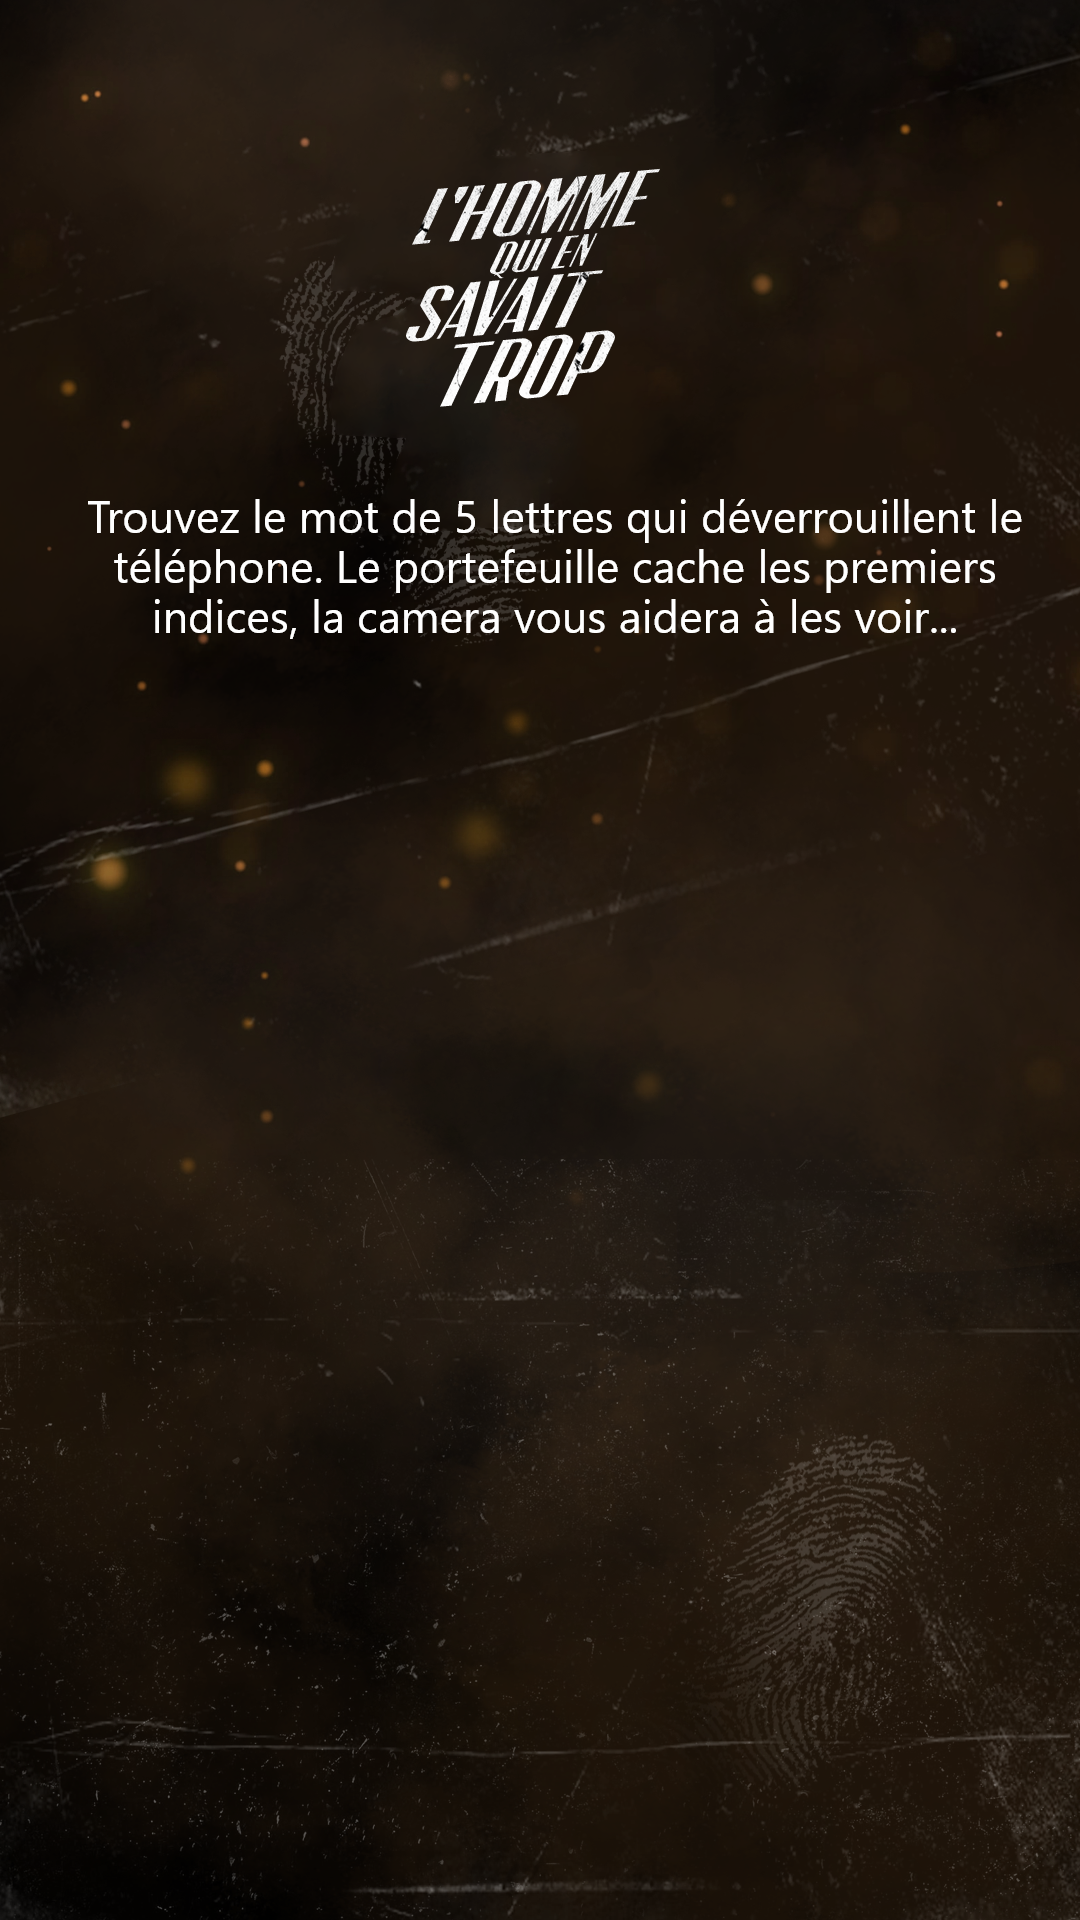 L'HOMME
QUI EN
SAVAIT
TROP
Trouvez le mot de 5 lettres qui déverrouillent le
téléphone. Le portefeuille cache les premiers
indices, la camera vous aidera à les voir...